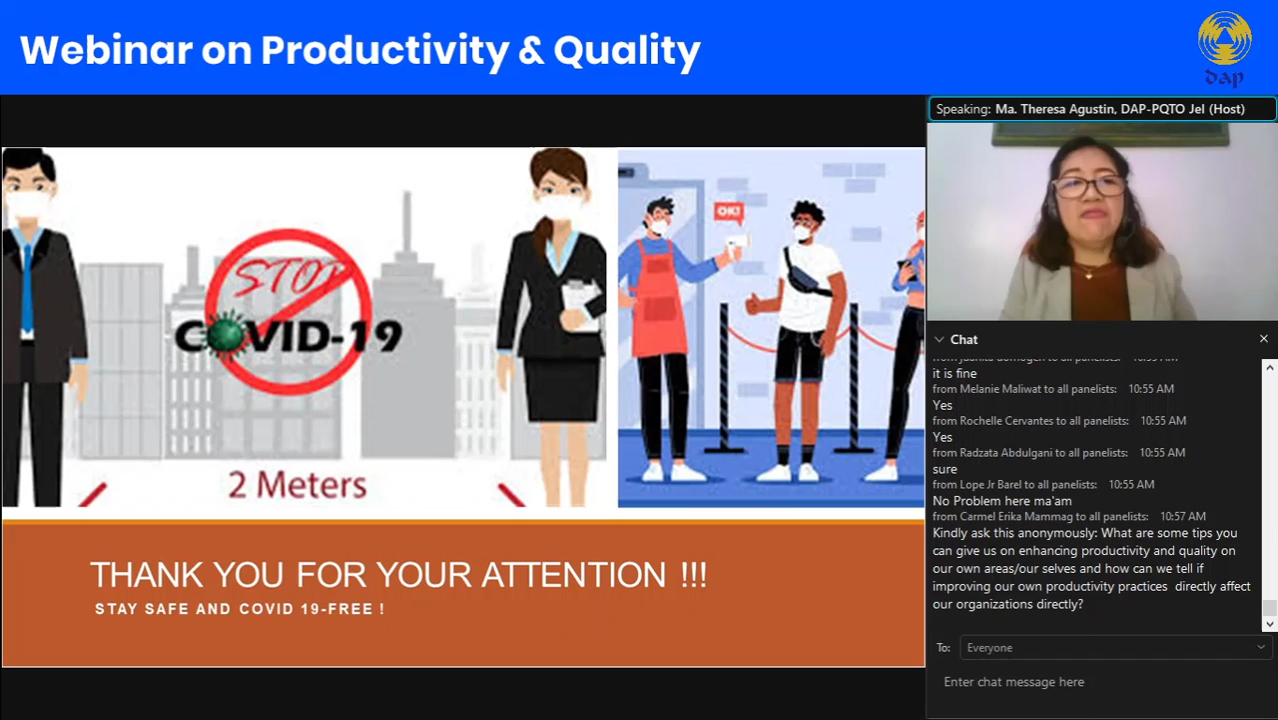 Webinar on Productivity & Quality
dap
Speaking: Ma. Theresa Agustin, DAP-PQTO Jel (Host)
STOP
COVID-19
2 Meters
OK!
THANK YOU FOR YOUR ATTENTION !!!
STAY SAFE AND COVID 19-FREE !
Chat
to all panelists: 10:55 AM
it is fine
from Melanie Maliwat to all panelists: 10:55 AM
Yes
from Rochelle Cervantes to all panelists: 10:55 AM
Yes
from Radzata Abdulgani to all panelists: 10:55 AM
sure
from Lope Jr Barel to all panelists: 10:55 AM
No Problem here ma'am
from Carmel Erika Mammag to all panelists: 10:57 AM
Kindly ask this anonymously: What are some tips you
can give us on enhancing productivity and quality on
our own areas/our selves and how can we tell if
improving our own productivity practices directly affect
our organizations directly?
To: Everyone
Enter chat message here